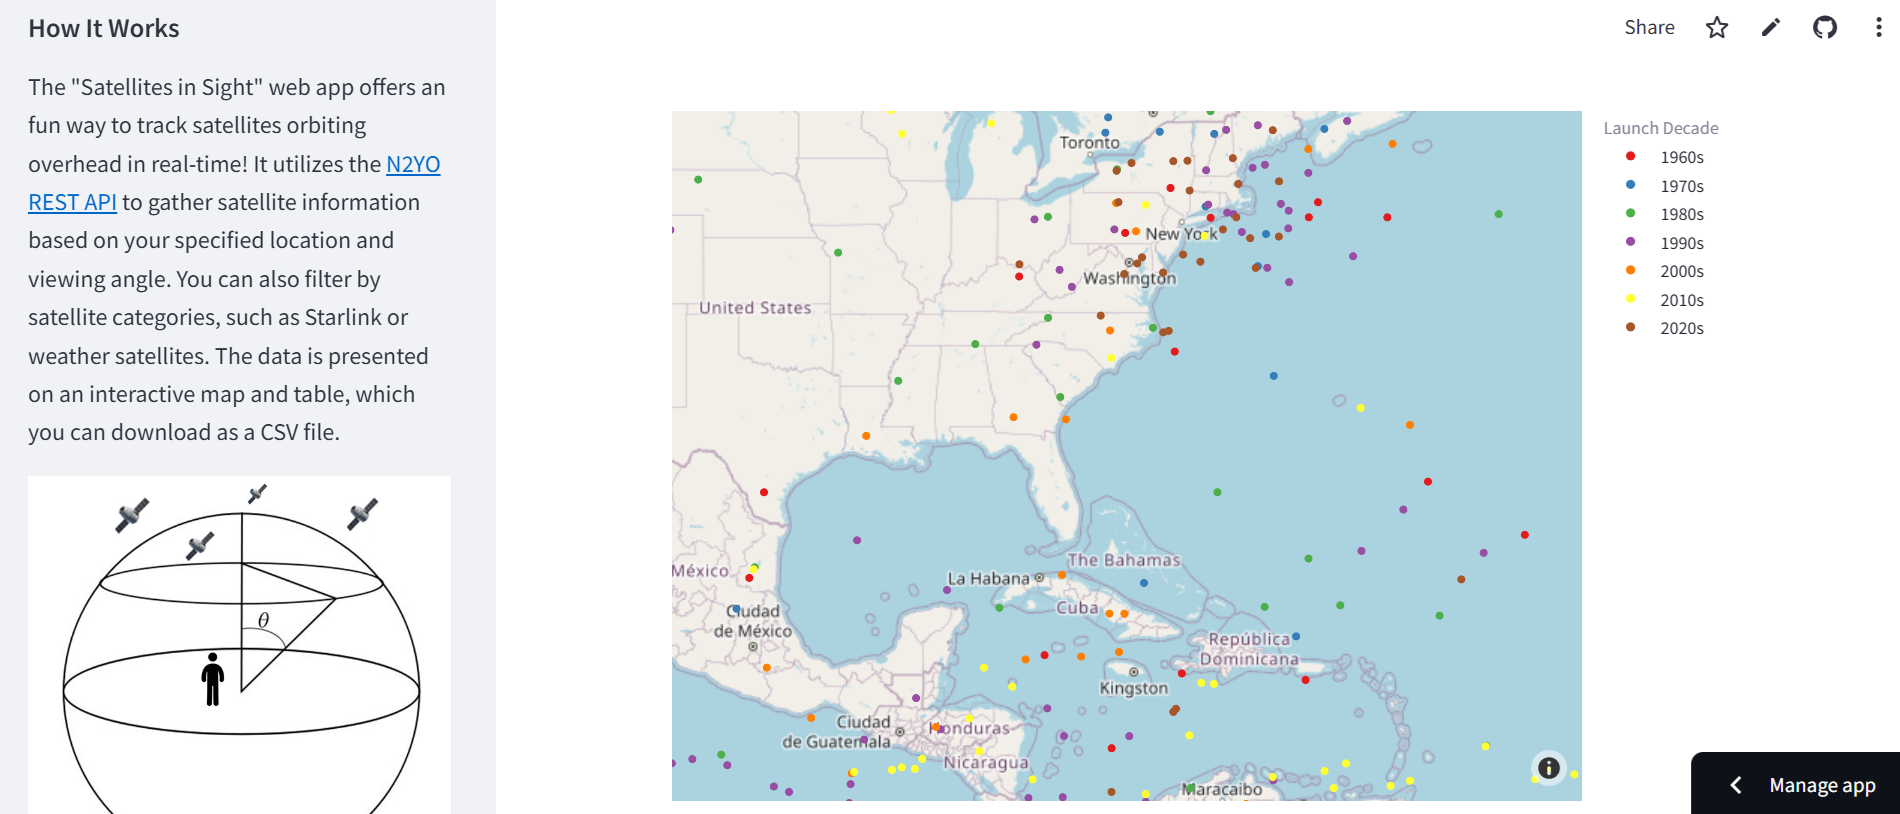 How It Works
The "Satellites in Sight" web app offers an
fun way to track satellites orbiting
overhead in real-time! It utilizes the N2YO
REST API to gather satellite information
based on your specified location and
viewing angle. You can also filter by
satellite categories, such as Starlink or
weather satellites. The data is presented
on an interactive map and table, which
you can download as a CSV file.
θ
Share
Toronto
New York
Washington
United States
The Bahamas
La Habana
México
Cuba
Ciudad
de México
República
Dominicana
Kingston
Ciudad
de Guatemala
Honduras
Nicaragua
Maracaibo
Launch Decade
1960s
1970s
1980s
1990s
2000s
2010s
2020s
Manage app